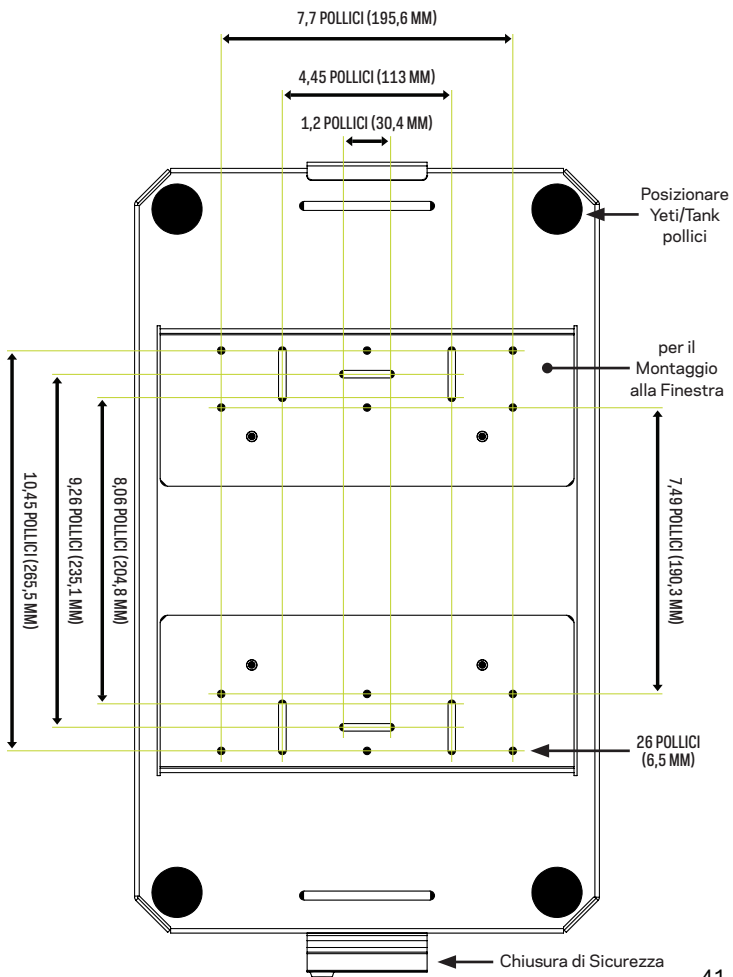 7,7 POLLICI (195,6 MM)
4,45 POLLICI (113 MM)
1,2 POLLICI (30,4 MM)
Posizionare
Yeti/Tank
pollici
per il
Montaggio
alla Finestra
10,45 POLLICI (265,5 MM)
9,26 POLLICI (235,1 MM)
8,06 POLLICI (204,8 MM)
7,49 POLLICI (190,3 MM)
26 POLLICI
(6,5 MM)
Chiusura di Sicurezza
41